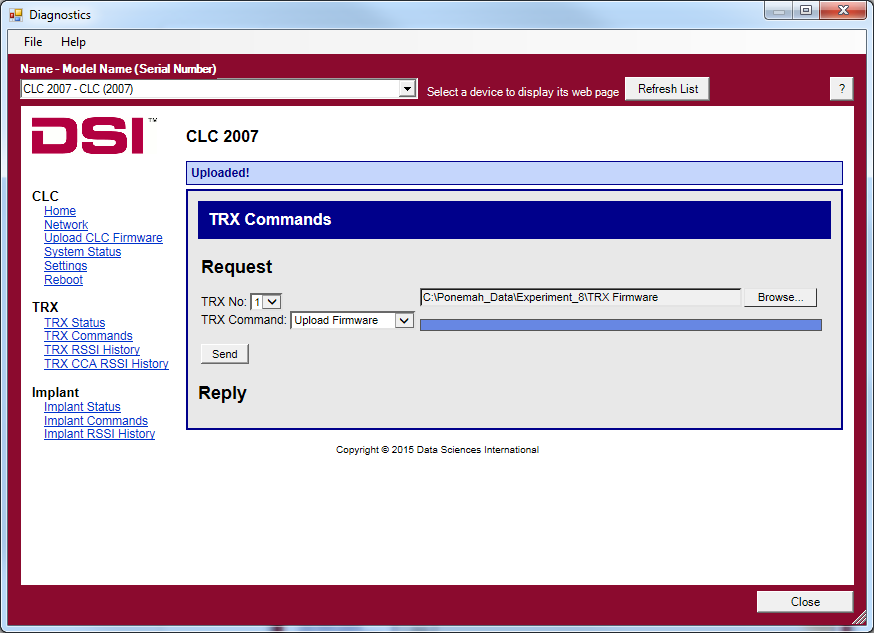 Diagnostics
File Help
Name - Model Name (Serial Number)
CLC 2007 - CLC (2007)
Select a device to display its web page
Refresh List
?
DSI™
CLC 2007
Uploaded!
CLC
Home
Network
Upload CLC Firmware
System Status
Settings
Reboot
TRX
TRX Status
TRX Commands
TRX RSSI History
TRX CCA RSSI History
Implant
Implant Status
Implant Commands
Implant RSSI History
TRX Commands
Request
TRX No: 1
C:\Ponemah_Data\Experiment_8\TRX Firmware
Browse...
TRX Command: Upload Firmware
Send
Reply
Copyright © 2015 Data Sciences International
Close